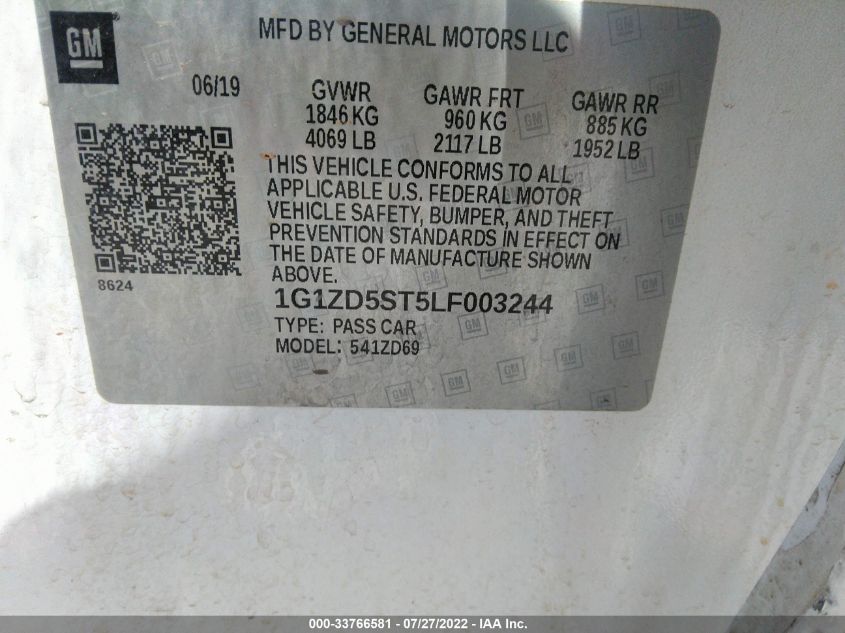 GM
MFD BY GENERAL MOTORS LLC
06/19
GVWR GAWR FRT GAWR RR
1846 KG 960 KG 885 KG
4069 LB 2117 LB 1952 LB
THIS VEHICLE CONFORMS TO ALL
APPLICABLE U.S. FEDERAL MOTOR
VEHICLE SAFETY, BUMPER, AND THEFT
PREVENTION STANDARDS IN EFFECT ON
THE DATE OF MANUFACTURE SHOWN
ABOVE.
8624
1G1ZD5ST5LF003244
TYPE: PASS CAR
MODEL: 541ZD69
000-33766581 - 07/27/2022 - IAA Inc.